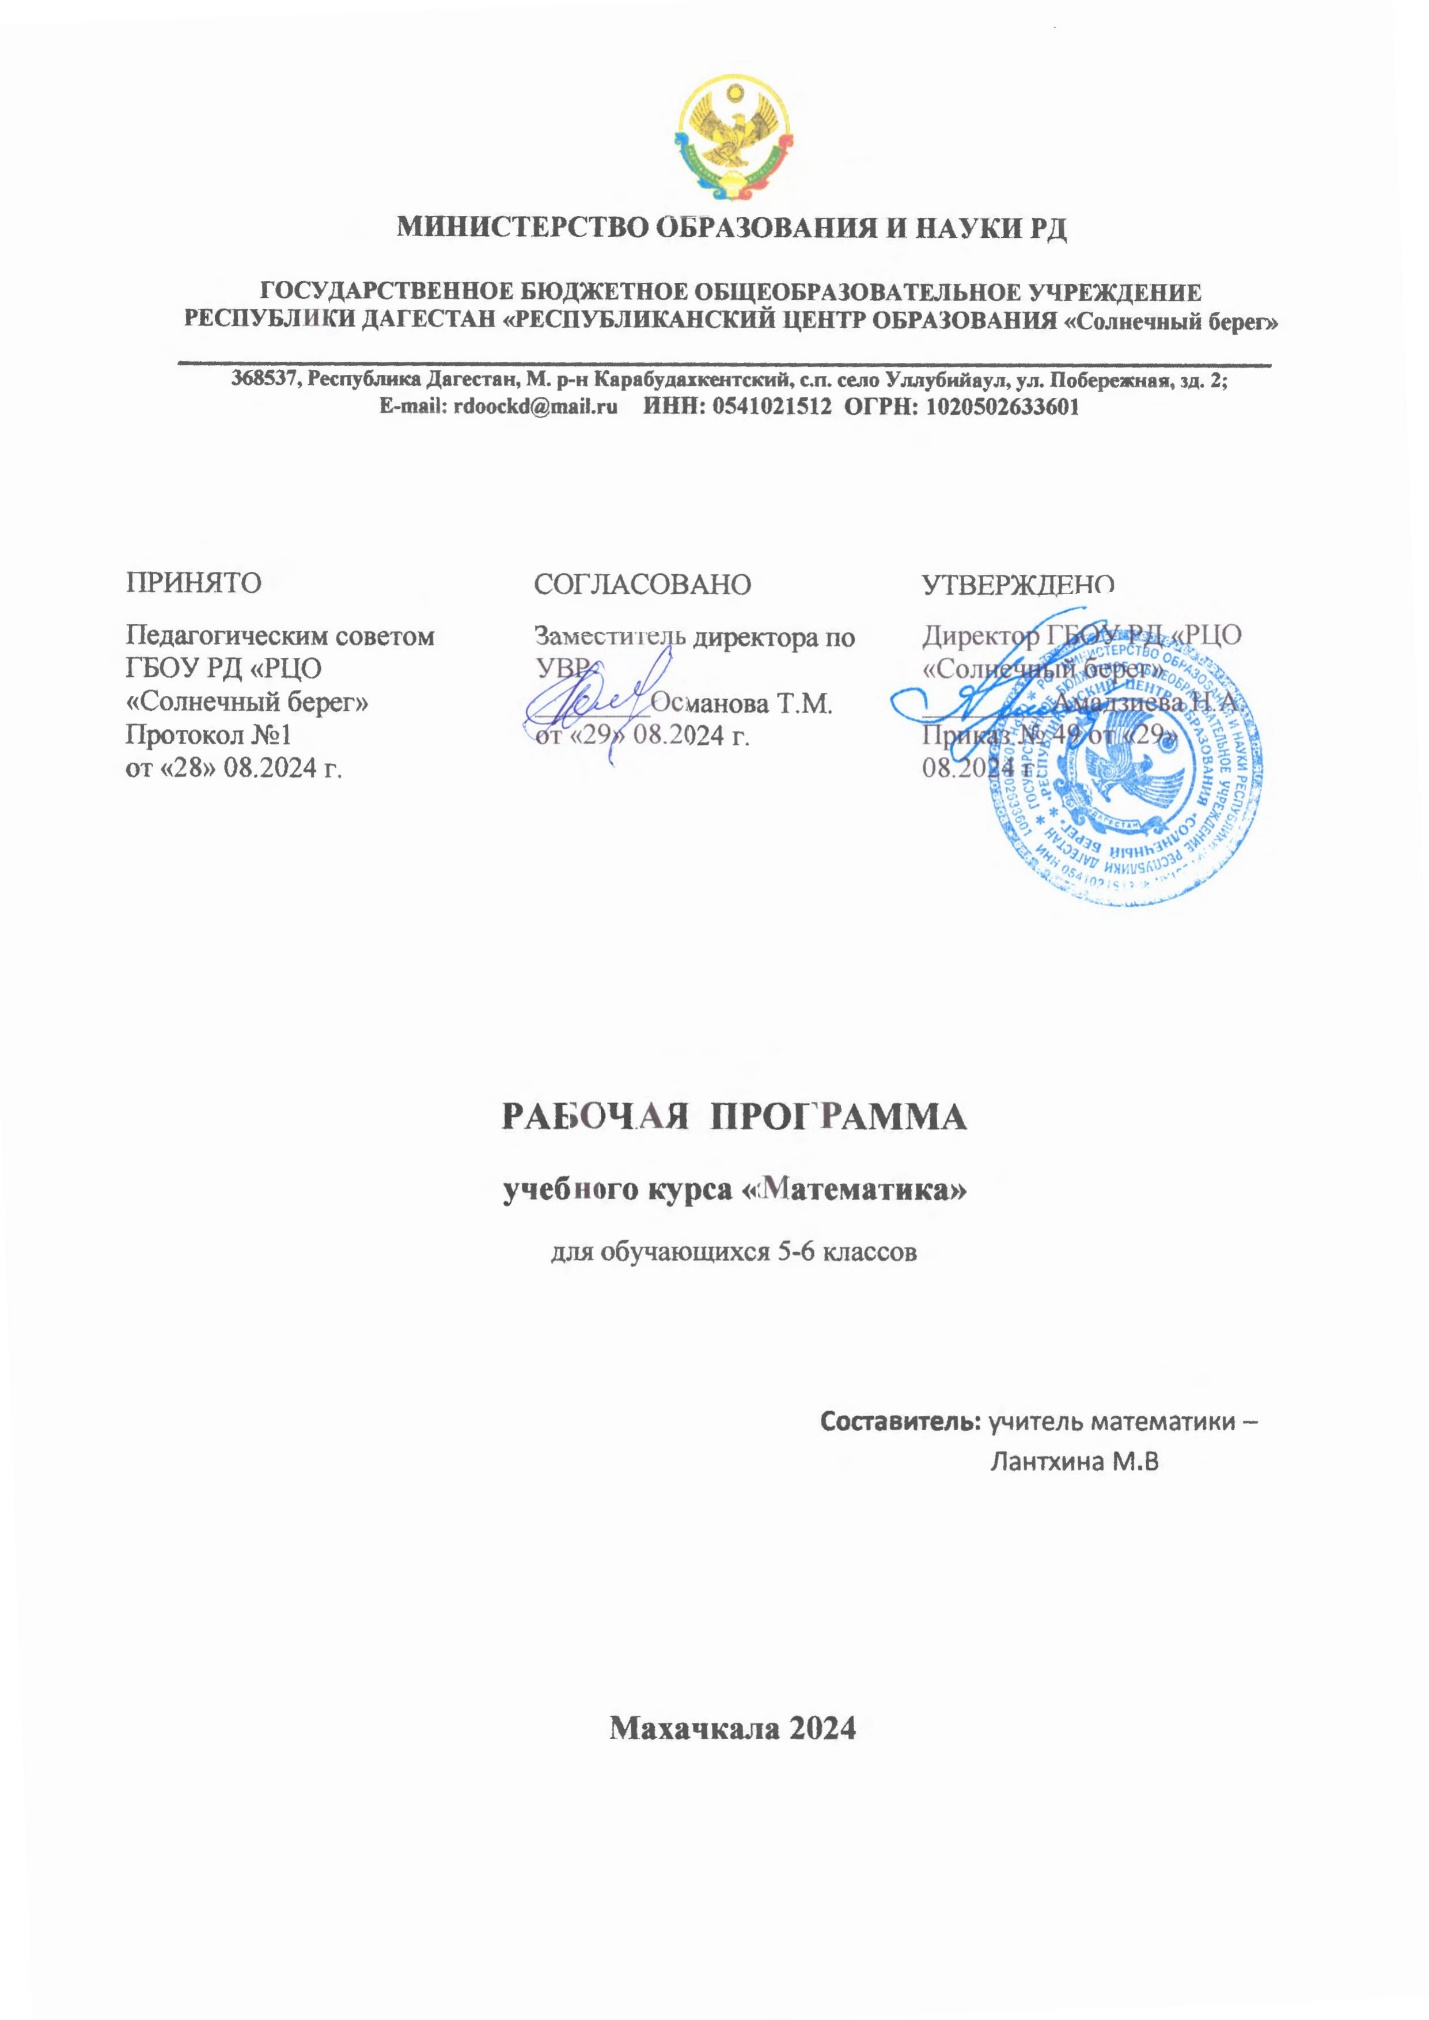 МИНИСТЕРСТВО ОБРАЗОВАНИЯ И НАУКИ РД
ГОСУДАРСТВЕННОЕ БЮДЖЕТНОЕ ОБЩЕОБРАЗОВАТЕЛЬНОЕ УЧРЕЖДЕНИЕ
РЕСПУБЛИКИ ДАГЕСТАН «РЕСПУБЛИКАНСКИЙ ЦЕНТР ОБРАЗОВАНИЯ «Солнечный берег»
368537, Республика Дагестан, М. р-н Карабудахкентский, с.п. село Уллубийаул, ул. Побережная, зд. 2;
E-mail: rdoockd@mail.ru ИНН: 0541021512 ОГРН: 1020502633601
ПРИНЯТО
Педагогическим советом
ГБОУ РД «РЦО
«Солнечный берег»
Протокол №1
от «28» 08.2024 г.
СОГЛАСОВАНО
Заместитель директора по
УВР
Османова Т.М.
от «29» 08.2024 г.
УТВЕРЖДЕНО
Директор ГБОУ РД «РЦО
«Солнечный берег»
Амадзиева Н.А
Приказ № 49 от «29»
08.2024 г
РАБОЧАЯ ПРОГРАММА
учебного курса «Математика»
для обучающихся 5-6 классов
Составитель: учитель математики –
Лантхина М.В
Махачкала 2024